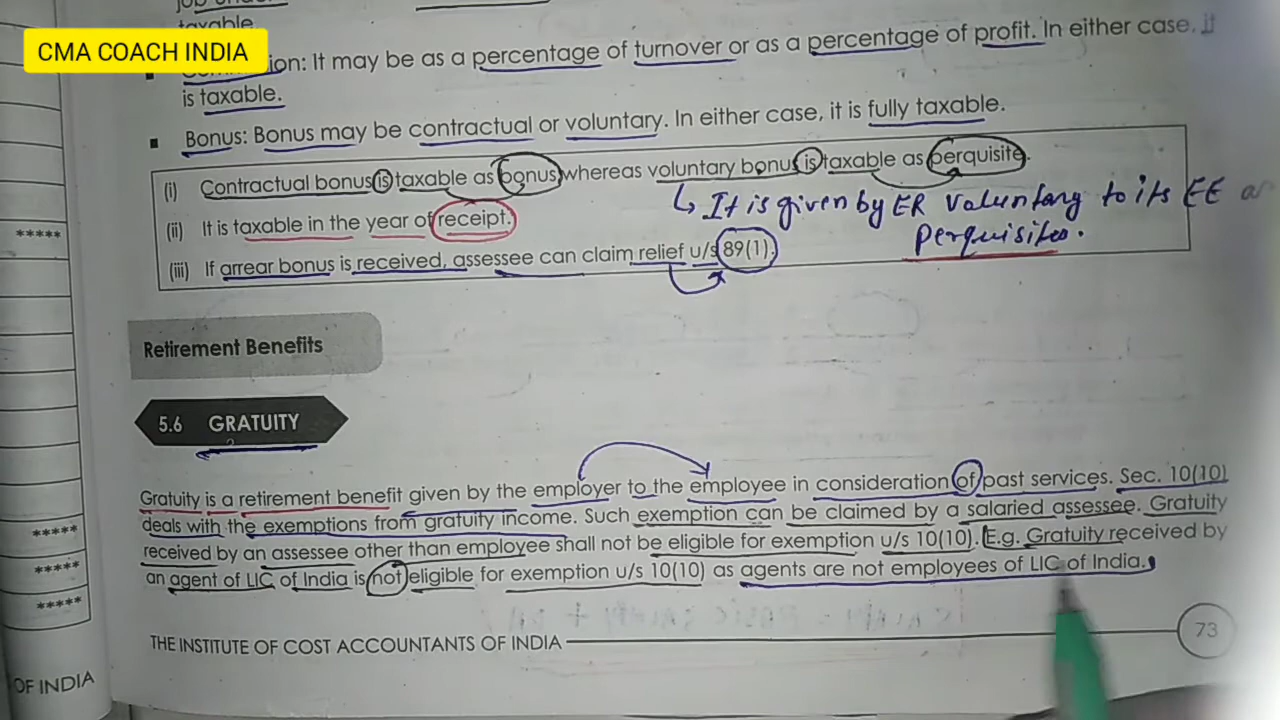 job under
taxable.
CMA COACH INDIA
Commission: It may be as a percentage of turnover or as a percentage of profit. In either case, it
is taxable.
Bonus: Bonus may be contractual or voluntary. In either case, it is fully taxable.
(i) Contractual bonus is taxable as bonus whereas voluntary bonus is taxable as perquisite.
↳ It is given by ER voluntary to its EE as
(ii) It is taxable in the year of receipt.
perquisites.
(iii) If arrear bonus is received, assessee can claim relief u/s 89(1).
*****
Retirement Benefits
5.6 GRATUITY
Gratuity is a retirement benefit given by the employer to the employee in consideration of past services. Sec. 10(10)
deals with the exemptions from gratuity income. Such exemption can be claimed by a salaried assessee. Gratuity
received by an assessee other than employee shall not be eligible for exemption u/s 10(10). E.g. Gratuity received by
an agent of LIC of India is not eligible for exemption u/s 10(10) as agents are not employees of LIC of India.
*****
*****
*****
THE INSTITUTE OF COST ACCOUNTANTS OF INDIA
73
OF INDIA